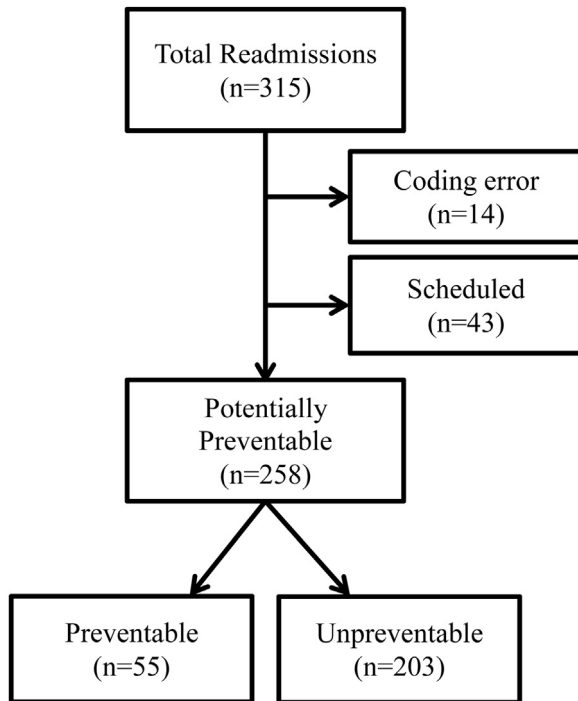 Total Readmissions
(n=315)
Coding error
(n=14)
Scheduled
(n=43)
Potentially
Preventable
(n=258)
Preventable
(n=55)
Unpreventable
(n=203)